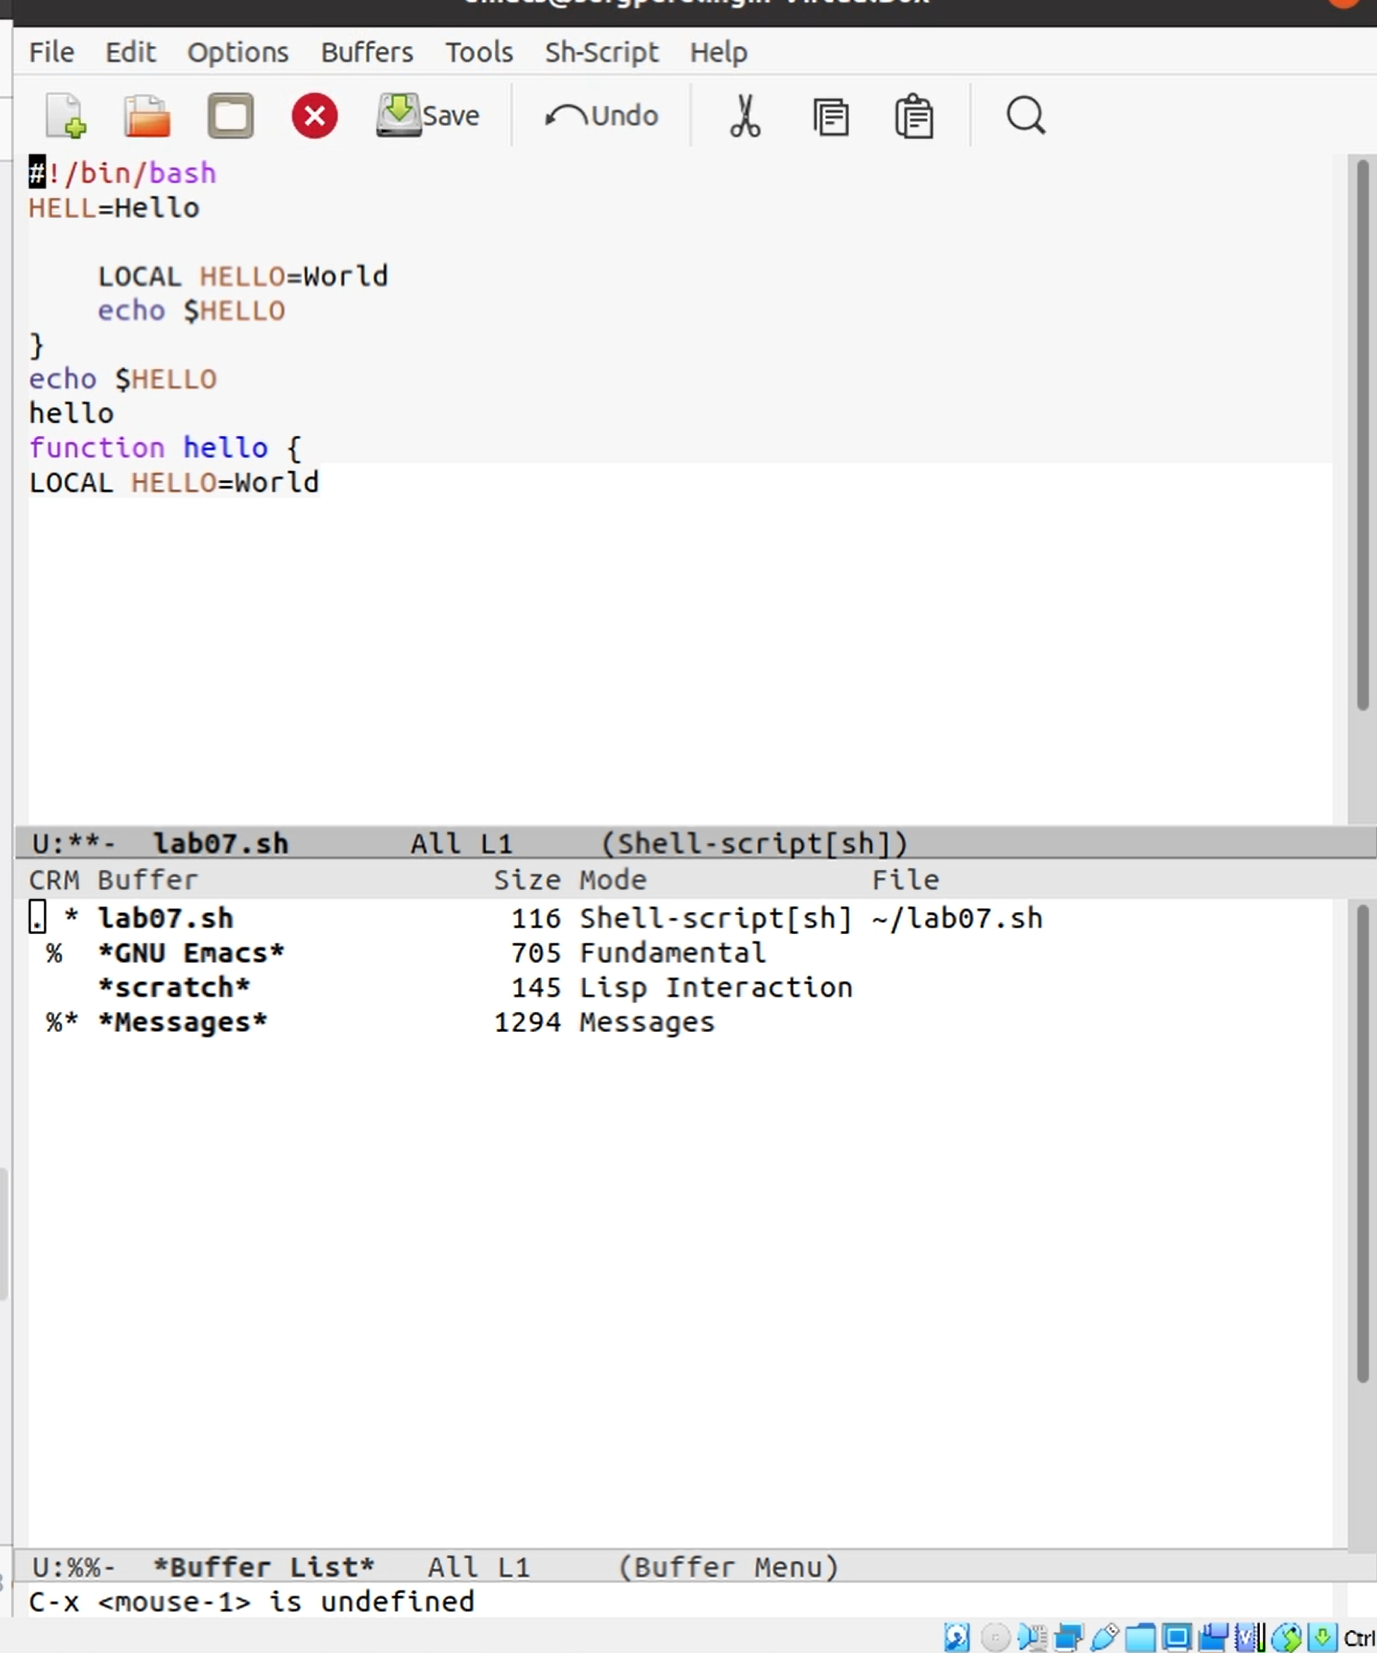 File Edit Options Buffers Tools Sh-Script Help
Save Undo
#!/bin/bash
HELL=Hello
LOCAL HELLO=World
echo $HELLO
}
echo $HELLO
hello
function hello {
LOCAL HELLO=World
U:**- lab07.sh All L1 (Shell-script[sh])
CRM Buffer Size Mode File
. * lab07.sh 116 Shell-script[sh] ~/lab07.sh
% *GNU Emacs* 705 Fundamental
*scratch* 145 Lisp Interaction
%* *Messages* 1294 Messages
U:%%- *Buffer List* All L1 (Buffer Menu)
C-x <mouse-1> is undefined
Ctrl